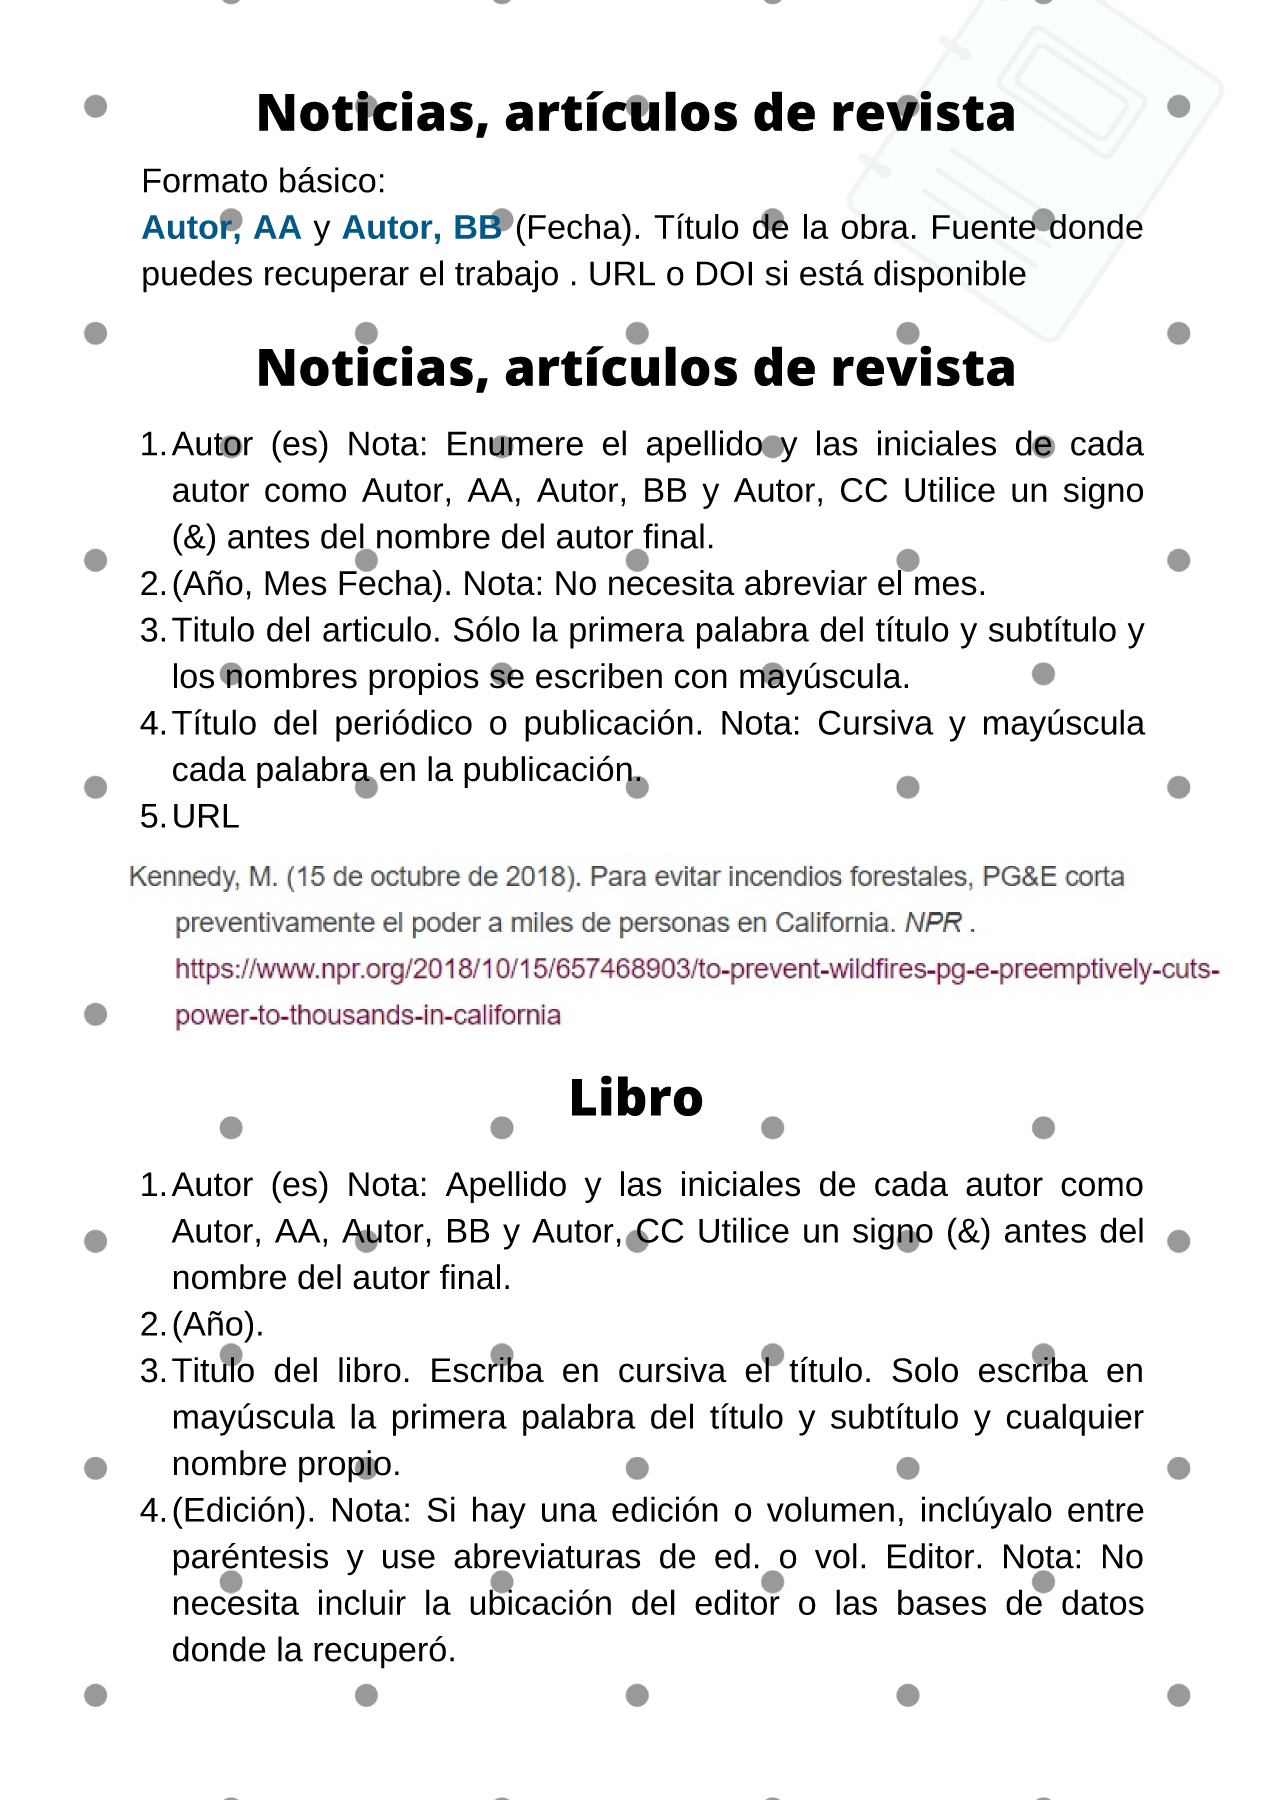 Noticias, artículos de revista
Formato básico:
Autor, AA y Autor, BB (Fecha). Título de la obra. Fuente donde
puedes recuperar el trabajo . URL o DOI si está disponible
Noticias, artículos de revista
1. Autor (es) Nota: Enumere el apellido y las iniciales de cada
autor como Autor, AA, Autor, BB y Autor, CC Utilice un signo
(&) antes del nombre del autor final.
2. (Año, Mes Fecha). Nota: No necesita abreviar el mes.
3. Titulo del articulo. Sólo la primera palabra del título y subtítulo y
los nombres propios se escriben con mayúscula.
4. Título del periódico o publicación. Nota: Cursiva y mayúscula
cada palabra en la publicación.
5. URL
Kennedy, M. (15 de octubre de 2018). Para evitar incendios forestales, PG&E corta
preventivamente el poder a miles de personas en California. NPR .
https://www.npr.org/2018/10/15/657468903/to-prevent-wildfires-pg-e-preemptively-cuts-
power-to-thousands-in-california
Libro
1. Autor (es) Nota: Apellido y las iniciales de cada autor como
Autor, AA, Autor, BB y Autor, CC Utilice un signo (&) antes del
nombre del autor final.
2. (Año).
3. Titulo del libro. Escriba en cursiva el título. Solo escriba en
mayúscula la primera palabra del título y subtítulo y cualquier
nombre propio.
4. (Edición). Nota: Si hay una edición o volumen, inclúyalo entre
paréntesis y use abreviaturas de ed. o vol. Editor. Nota: No
necesita incluir la ubicación del editor o las bases de datos
donde la recuperó.